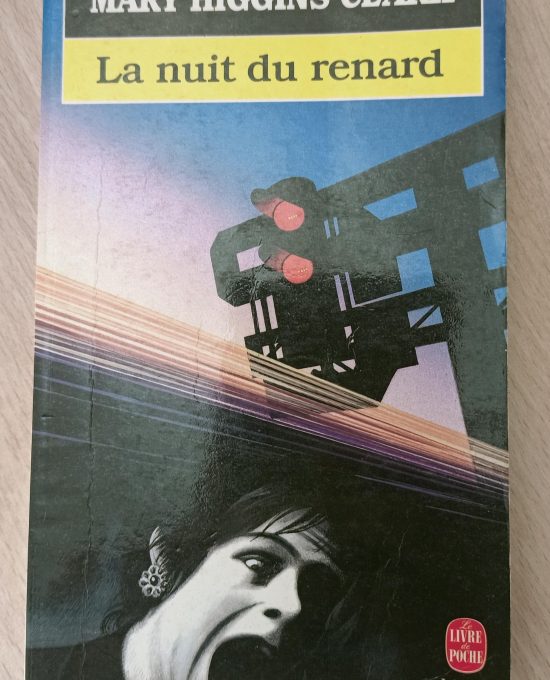 MARY HIGGINS CLARK
La nuit du renard
Le
LIVRE
de
POCHE